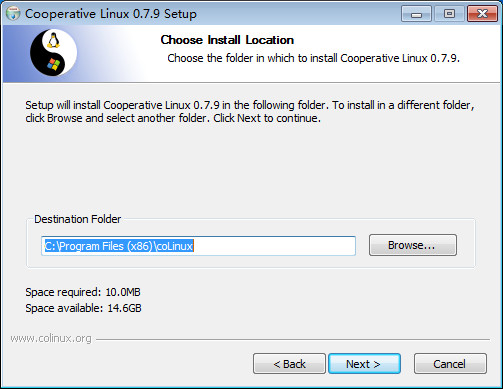 Cooperative Linux 0.7.9 Setup
Choose Install Location
Choose the folder in which to install Cooperative Linux 0.7.9.
Setup will install Cooperative Linux 0.7.9 in the following folder. To install in a different folder,
click Browse and select another folder. Click Next to continue.
Destination Folder
C:\Program Files (x86)\coLinux
Browse...
Space required: 10.0MB
Space available: 14.6GB
www.colinux.org
< Back
Next >
Cancel